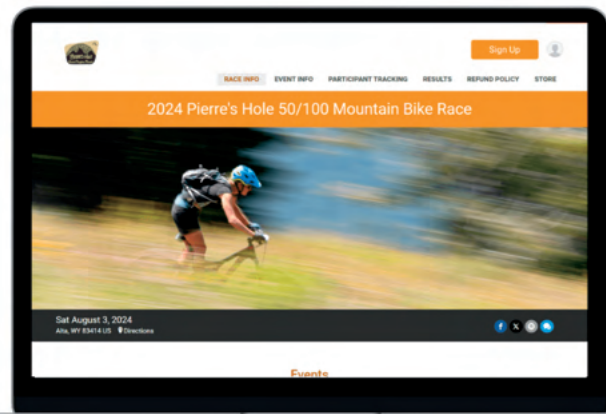 Sign Up
RACE INFO EVENT INFO PARTICIPANT TRACKING RESULTS REFUND POLICY STORE
2024 Pierre's Hole 50/100 Mountain Bike Race
Sat August 3, 2024
Alta, WY 83414 US Directions
Events